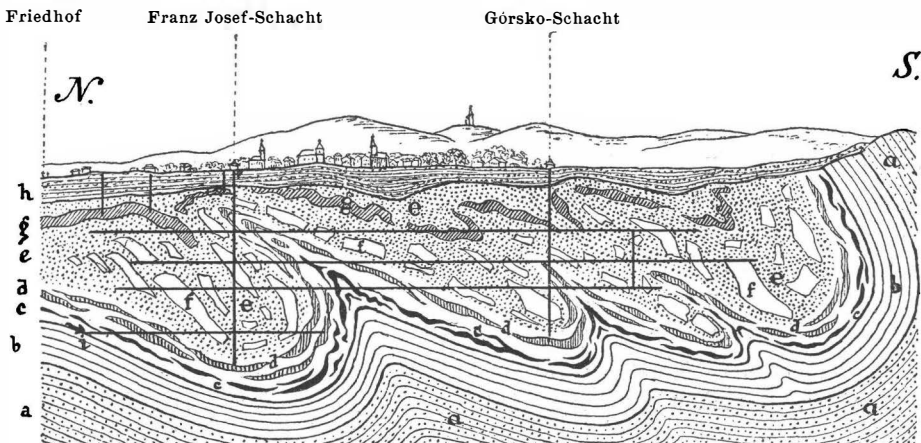 Friedhof Franz Josef-Schacht Górsko-Schacht
N. S.
a
h
g e
g
f
e
e
f e f
d
b
c
g d d c
i
b
d
e
a
a a